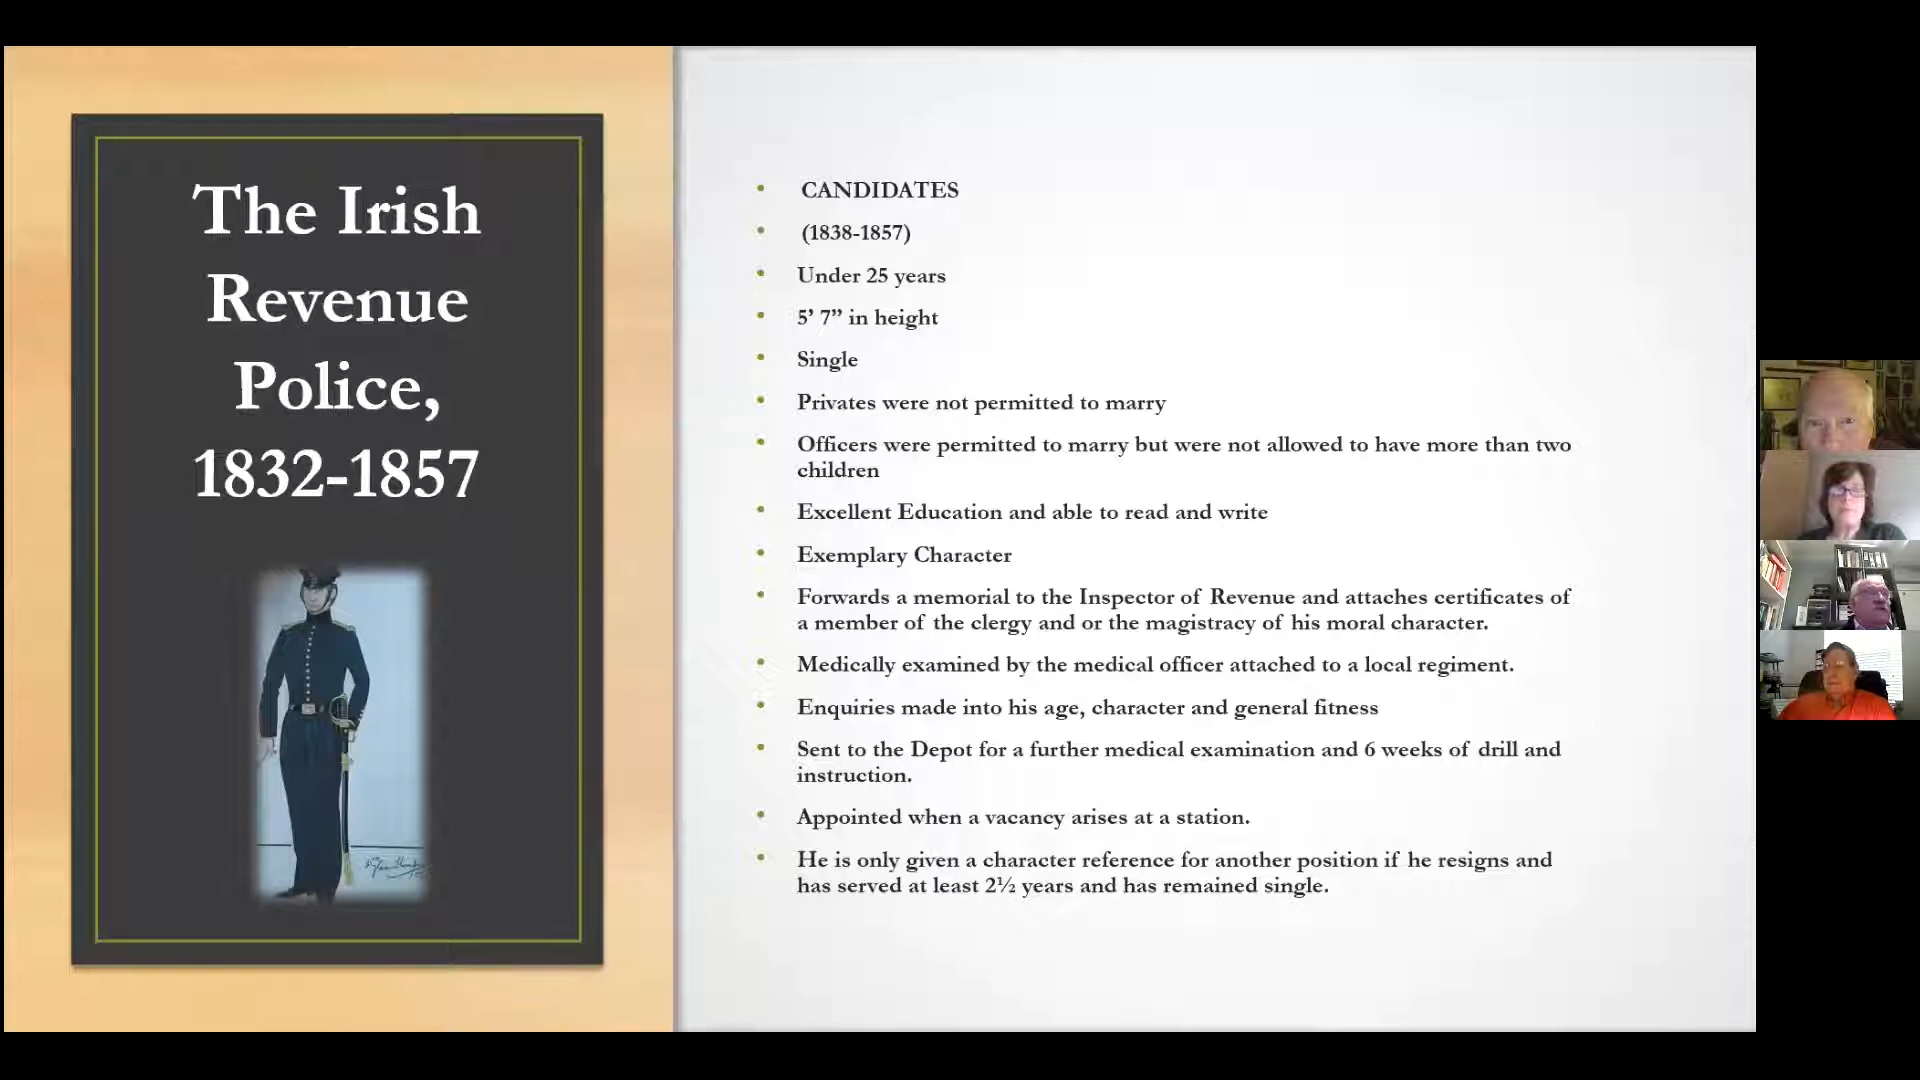 The Irish
Revenue
Police,
1832-1857
• CANDIDATES
• (1838-1857)
• Under 25 years
• 5’ 7” in height
• Single
• Privates were not permitted to marry
• Officers were permitted to marry but were not allowed to have more than two
children
• Excellent Education and able to read and write
• Exemplary Character
• Forwards a memorial to the Inspector of Revenue and attaches certificates of
a member of the clergy and or the magistracy of his moral character.
• Medically examined by the medical officer attached to a local regiment.
• Enquiries made into his age, character and general fitness
• Sent to the Depot for a further medical examination and 6 weeks of drill and
instruction.
• Appointed when a vacancy arises at a station.
• He is only given a character reference for another position if he resigns and
has served at least 2½ years and has remained single.